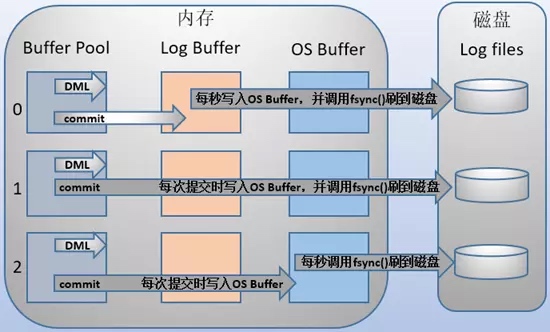 内存
磁盘
Buffer Pool
Log Buffer
OS Buffer
Log files
0
DML
commit
每秒写入OS Buffer，并调用fsync()刷到磁盘
1
DML
commit
每次提交时写入OS Buffer，并调用fsync()刷到磁盘
2
DML
commit
每次提交时写入OS Buffer
每秒调用fsync()刷到磁盘